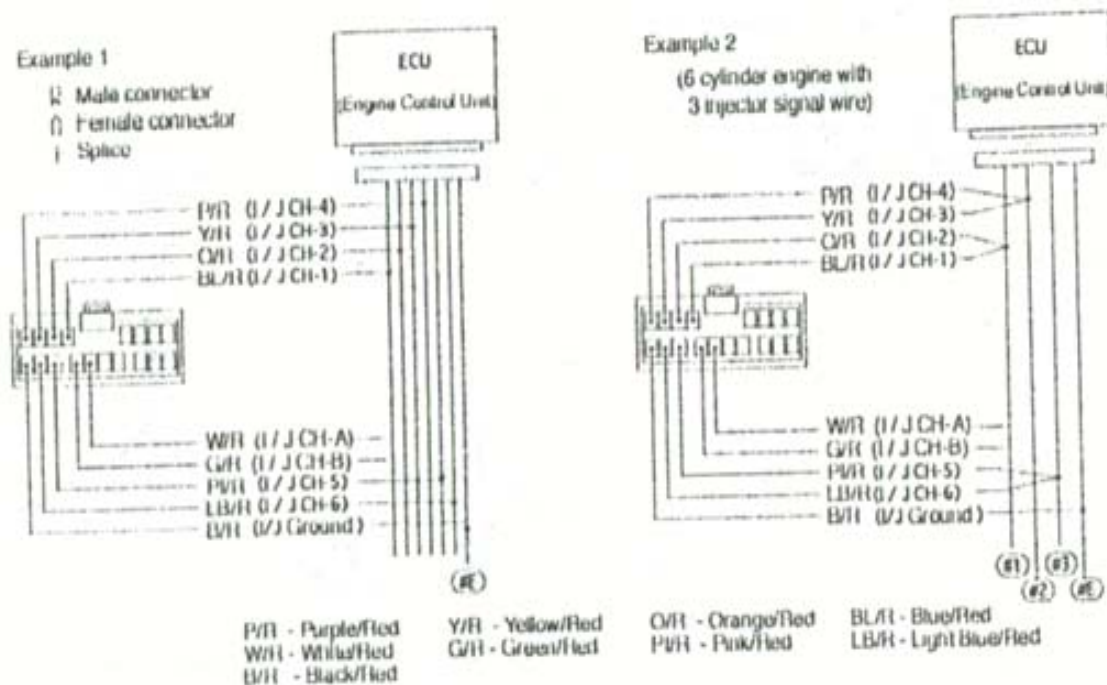 Example 1
Male connector
Female connector
Splice
ECU
(Engine Control Unit)
P/R (I/J CH-4)
Y/R (I/J CH-3)
O/R (I/J CH-2)
BL/R (I/J CH-1)
W/R (I/J CH-A)
G/R (I/J CH-B)
PI/R (I/J CH-5)
LB/R (I/J CH-6)
B/R (I/J Ground)
(#E)
Example 2
(6 cylinder engine with
3 injector signal wire)
ECU
(Engine Control Unit)
P/R (I/J CH-4)
Y/R (I/J CH-3)
O/R (I/J CH-2)
BL/R (I/J CH-1)
W/R (I/J CH-A)
G/R (I/J CH-B)
PI/R (I/J CH-5)
LB/R (I/J CH-6)
B/R (I/J Ground)
(#1) (#3)
(#2) (#E)
P/R - Purple/Red Y/R - Yellow/Red O/R - Orange/Red BL/R - Blue/Red
W/R - White/Red G/R - Green/Red PI/R - Pink/Red LB/R - Light Blue/Red
B/R - Black/Red